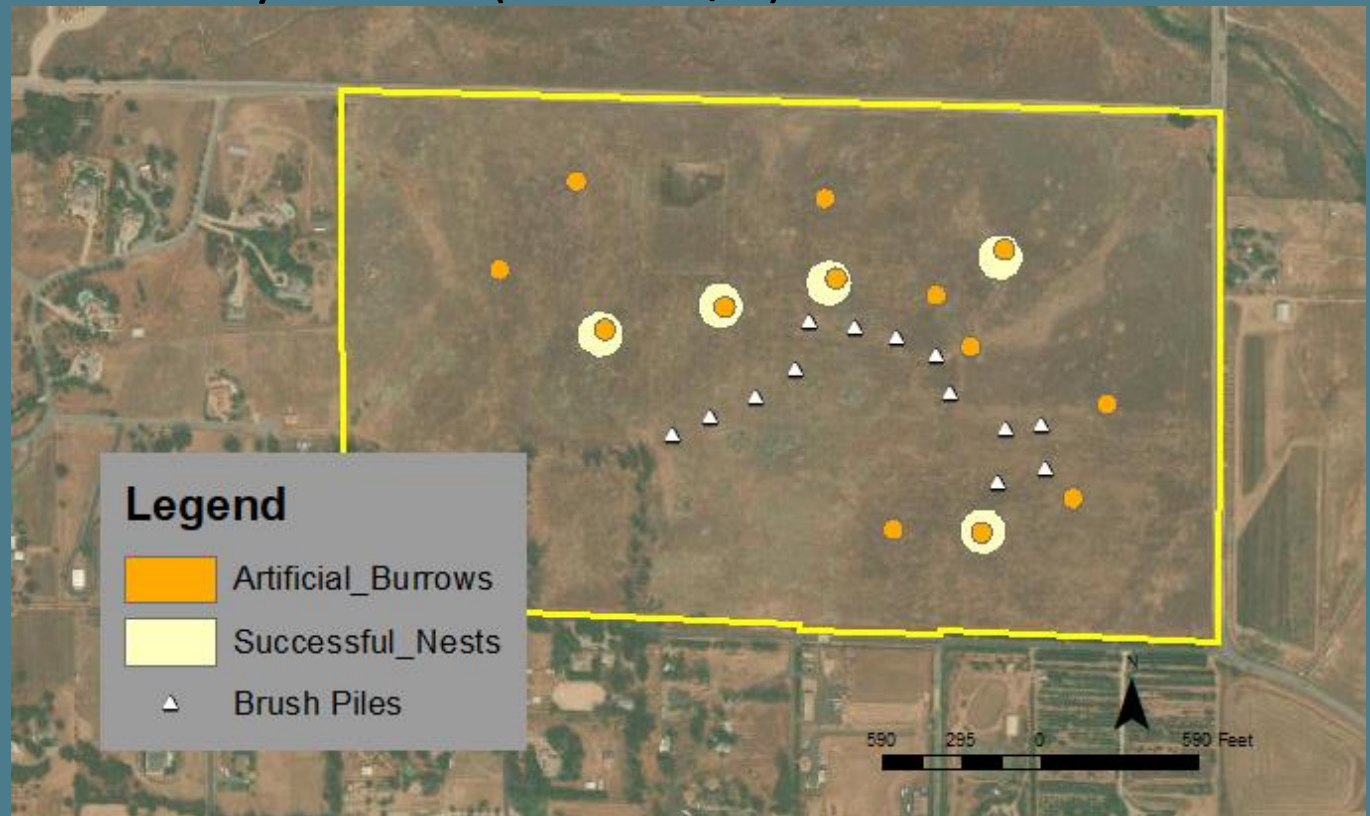 Legend
Artificial_Burrows
Successful_Nests
Brush Piles
N
590 295 0 590 Feet